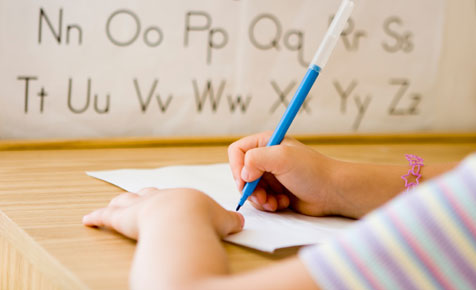 Nn Oo Pp Qq Rr Ss
Tt Uu Vv Ww Xx Yy Zz